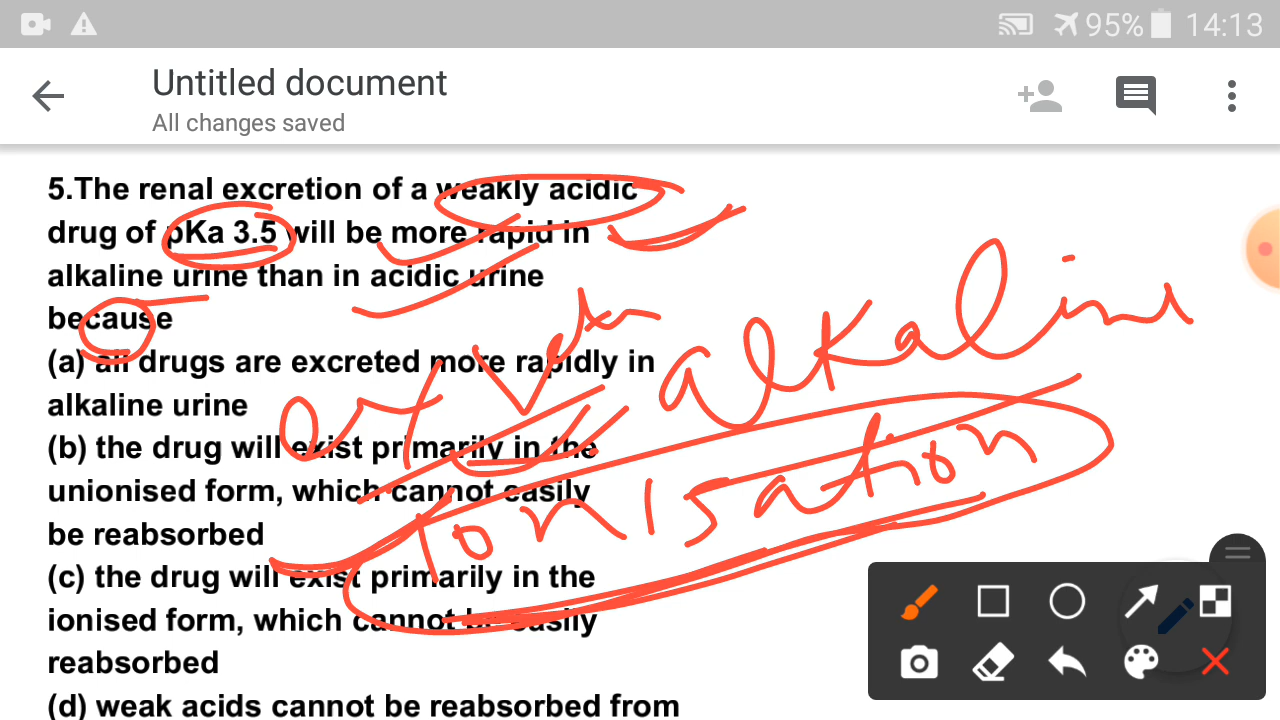 95% 14:13
Untitled document
All changes saved
5.The renal excretion of a weakly acidic
drug of pKa 3.5 will be more rapid in
alkaline urine than in acidic urine
because
(a) all drugs are excreted more rapidly in
alkaline urine
(b) the drug will exist primarily in the
unionised form, which cannot easily
be reabsorbed
(c) the drug will exist primarily in the
ionised form, which cannot be easily
reabsorbed
(d) weak acids cannot be reabsorbed from
alkaline
Ionisation